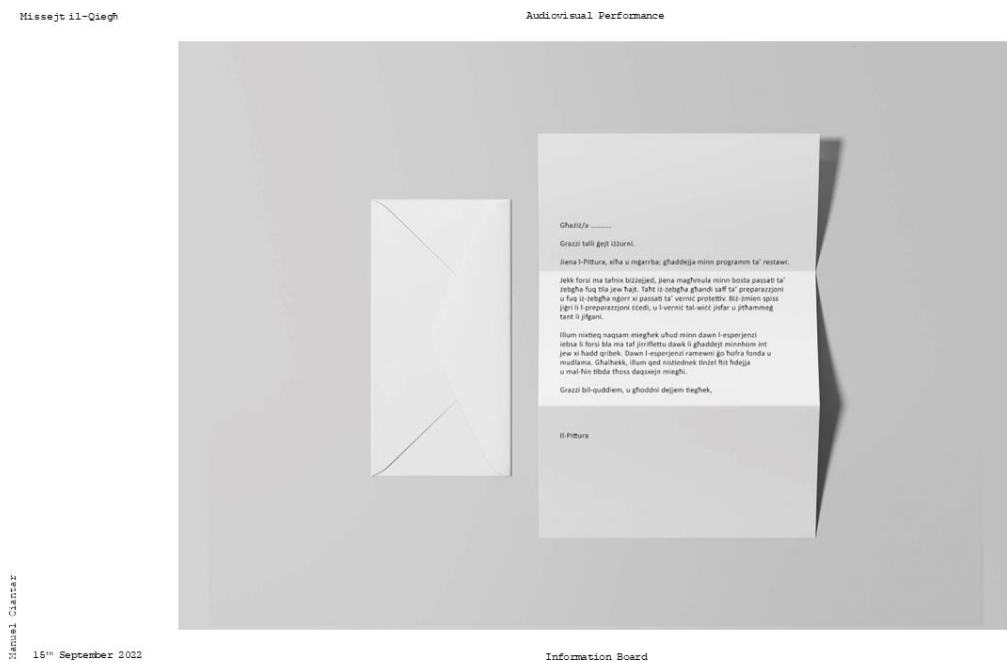 Missejt il-Qiegħ
Audiovisual Performance
Għażiż/a ..........
Grazzi talli ġejt iżżurni.
Jiena l-Pittura, xiħa u mġarrba; għaddejja minn programm ta' restawr.
Jekk forsi ma tafnix biżżejjed, jiena magħmula minn bosta passati ta'
żebgħa fuq tila jew ħajt. Taħt iż-żebgħa għandi saff ta' preparazzjoni
u fuq iż-żebgħa nġorr xi passati ta' verniċ protettiv. Biż-żmien spiss
jiġri li l-preparazzjoni ċċedi, u l-verniċ tal-wiċċ jisfar u jitħammeġ
tant li jifgani.
Illum nixtieq naqsam miegħek uħud minn dawn l-esperjenzi
iebsa li forsi bla ma taf jirriflettu dawk li għaddejt minnhom int
jew xi ħadd qribek. Dawn l-esperjenzi ramewni ġo ħofra fonda u
mudlama. Għalhekk, illum qed nistiednek tinżel ftit ħdejja
u mal-ħin tibda tħoss daqsxejn miegħi.
Grazzi bil-quddiem, u għoddni dejjem tiegħek,
Il-Pittura
Manuel Ciantar
15th September 2022
Information Board